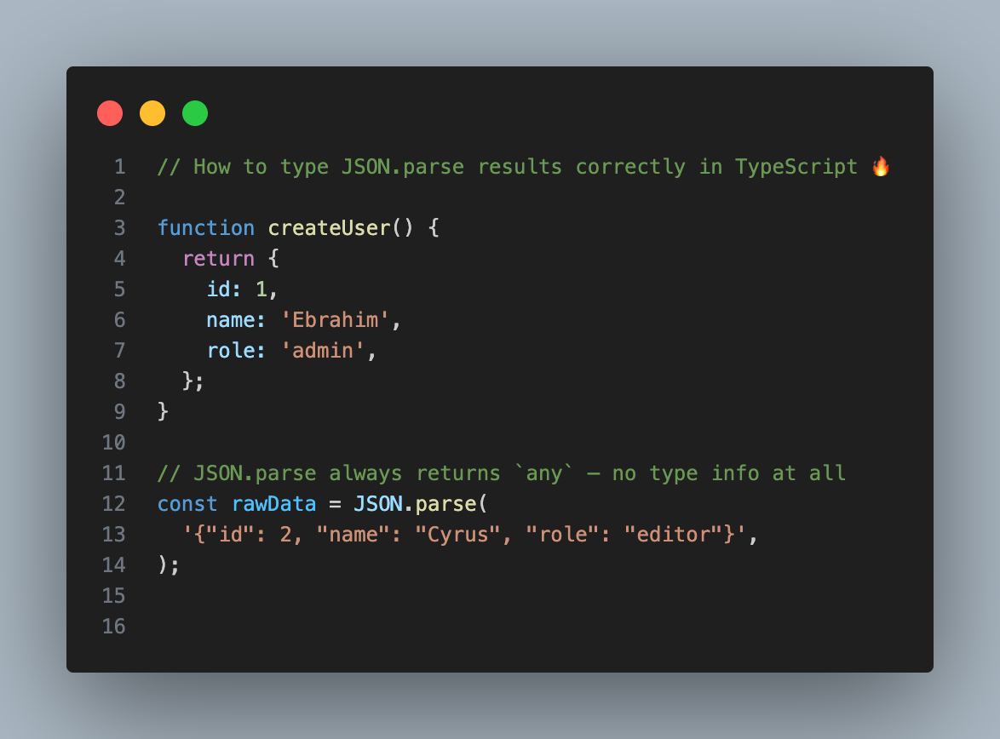 1 // How to type JSON.parse results correctly in TypeScript 🔥
2
3 function createUser() {
4   return {
5     id: 1,
6     name: 'Ebrahim',
7     role: 'admin',
8   };
9 }
10
11 // JSON.parse always returns `any` — no type info at all
12 const rawData = JSON.parse(
13   '{"id": 2, "name": "Cyrus", "role": "editor"}',
14 );
15
16